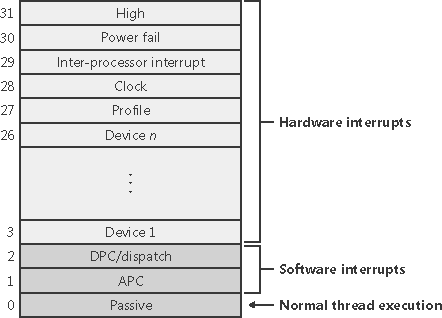 31 High
30 Power fail
29 Inter-processor interrupt
28 Clock
27 Profile
26 Device n
Hardware interrupts
3 Device 1
2 DPC/dispatch
1 APC
Software interrupts
0 Passive
Normal thread execution